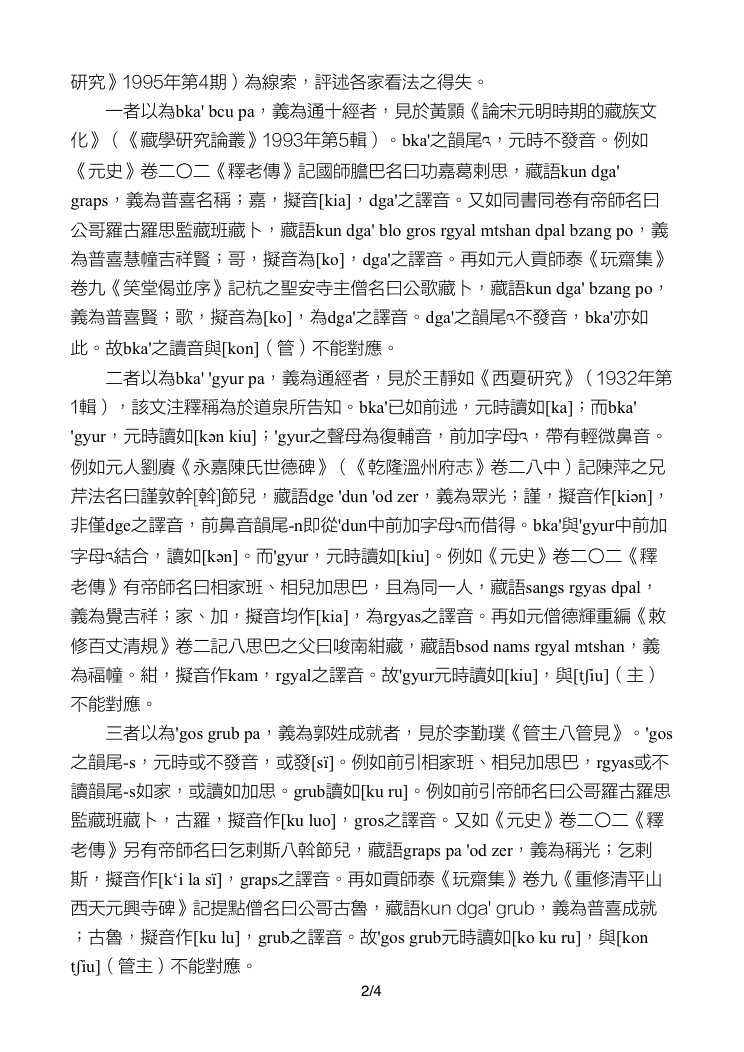 研究》1995年第4期）為線索，評述各家看法之得失。
一者以為bka' bcu pa，義為通十經者，見於黃顥《論宋元明時期的藏族文
化》（《藏學研究論叢》1993年第5輯）。bka'之韻尾འ，元時不發音。例如
《元史》卷二〇二《釋老傳》記國師膽巴名曰功嘉葛剌思，藏語kun dga'
graps，義為普喜名稱；嘉，擬音[kia]，dga'之譯音。又如同書同卷有帝師名曰
公哥羅古羅思監藏班藏卜，藏語kun dga' blo gros rgyal mtshan dpal bzang po，義
為普喜慧幢吉祥賢；哥，擬音為[ko]，dga'之譯音。再如元人貢師泰《玩齋集》
卷九《笑堂偈並序》記杭之聖安寺主僧名曰公歌藏卜，藏語kun dga' bzang po，
義為普喜賢；歌，擬音為[ko]，為dga'之譯音。dga'之韻尾འ不發音，bka'亦如
此。故bka'之讀音與[kon]（管）不能對應。
二者以為bka' 'gyur pa，義為通經者，見於王靜如《西夏研究》（1932年第
1輯），該文注釋稱為於道泉所告知。bka'已如前述，元時讀如[ka]；而bka'
'gyur，元時讀如[kən kiu]；'gyur之聲母為復輔音，前加字母འ，帶有輕微鼻音。
例如元人劉賡《永嘉陳氏世德碑》（《乾隆溫州府志》卷二八中）記陳萍之兄
芹法名曰謹敦幹[斡]節兒，藏語dge 'dun 'od zer，義為眾光；謹，擬音作[kiən]，
非僅dge之譯音，前鼻音韻尾-n即從'dun中前加字母འ而借得。bka'與'gyur中前加
字母འ結合，讀如[kən]。而'gyur，元時讀如[kiu]。例如《元史》卷二〇二《釋
老傳》有帝師名曰相家班、相兒加思巴，且為同一人，藏語sangs rgyas dpal，
義為覺吉祥；家、加，擬音均作[kia]，為rgyas之譯音。再如元僧德輝重編《敕
修百丈清規》卷二記八思巴之父曰唆南紺藏，藏語bsod nams rgyal mtshan，義
為福幢。紺，擬音作kam，rgyal之譯音。故'gyur元時讀如[kiu]，與[tʃiu]（主）
不能對應。
三者以為'gos grub pa，義為郭姓成就者，見於李勤璞《管主八管見》。'gos
之韻尾-s，元時或不發音，或發[sï]。例如前引相家班、相兒加思巴，rgyas或不
讀韻尾-s如家，或讀如加思。grub讀如[ku ru]。例如前引帝師名曰公哥羅古羅思
監藏班藏卜，古羅，擬音作[ku luo]，gros之譯音。又如《元史》卷二〇二《釋
老傳》另有帝師名曰乞剌斯八斡節兒，藏語graps pa 'od zer，義為稱光；乞剌
斯，擬音作[k‘i la sï]，graps之譯音。再如貢師泰《玩齋集》卷九《重修清平山
西天元興寺碑》記提點僧名曰公哥古魯，藏語kun dga' grub，義為普喜成就
；古魯，擬音作[ku lu]，grub之譯音。故'gos grub元時讀如[ko ku ru]，與[kon
tʃiu]（管主）不能對應。
2/4